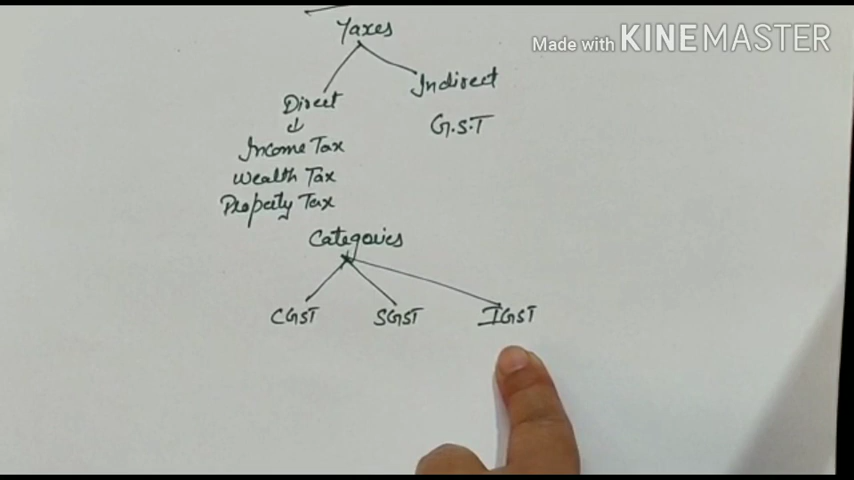 Made with KINEMASTER
Taxes
Direct Indirect
Income Tax G.S.T
Wealth Tax
Property Tax
Categories
CGST SGST IGST